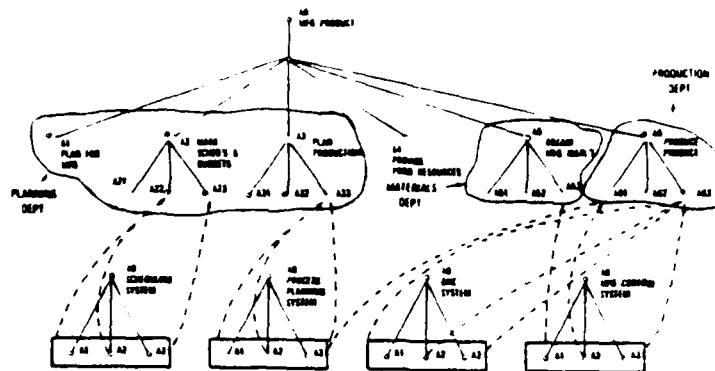 A0
MFG PRODUCT
PRODUCTION
DEPT
A1
PLAN FOR
MFG
A2
MAKE
SCHED'S &
BUDGETS
A3
PLAN
PRODUCTION
A4
PROVIDE
PROD RESOURCES
A5
OBTAIN
MFG MAT'LS
A6
PRODUCE
PRODUCT
PLANNING
DEPT
MATERIALS
DEPT
A21
A22
A23
A31
A32
A33
A51
A52
A53
A61
A62
A63
A0
SCHEDULING
SYSTEM
A0
PROCESS
PLANNING
SYSTEM
A0
SYSTEM
A0
MFG CONTROL
SYSTEM
A1
A2
A3
A1
A2
A3
A1
A2
A3
A1
A2
A3